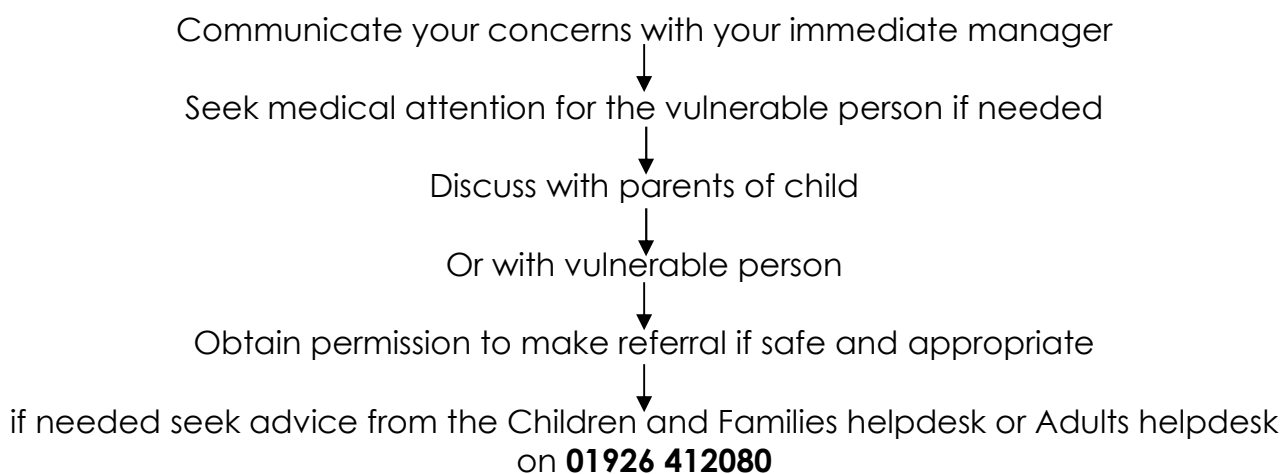 Communicate your concerns with your immediate manager
Seek medical attention for the vulnerable person if needed
Discuss with parents of child
Or with vulnerable person
Obtain permission to make referral if safe and appropriate
if needed seek advice from the Children and Families helpdesk or Adults helpdesk
on 01926 412080